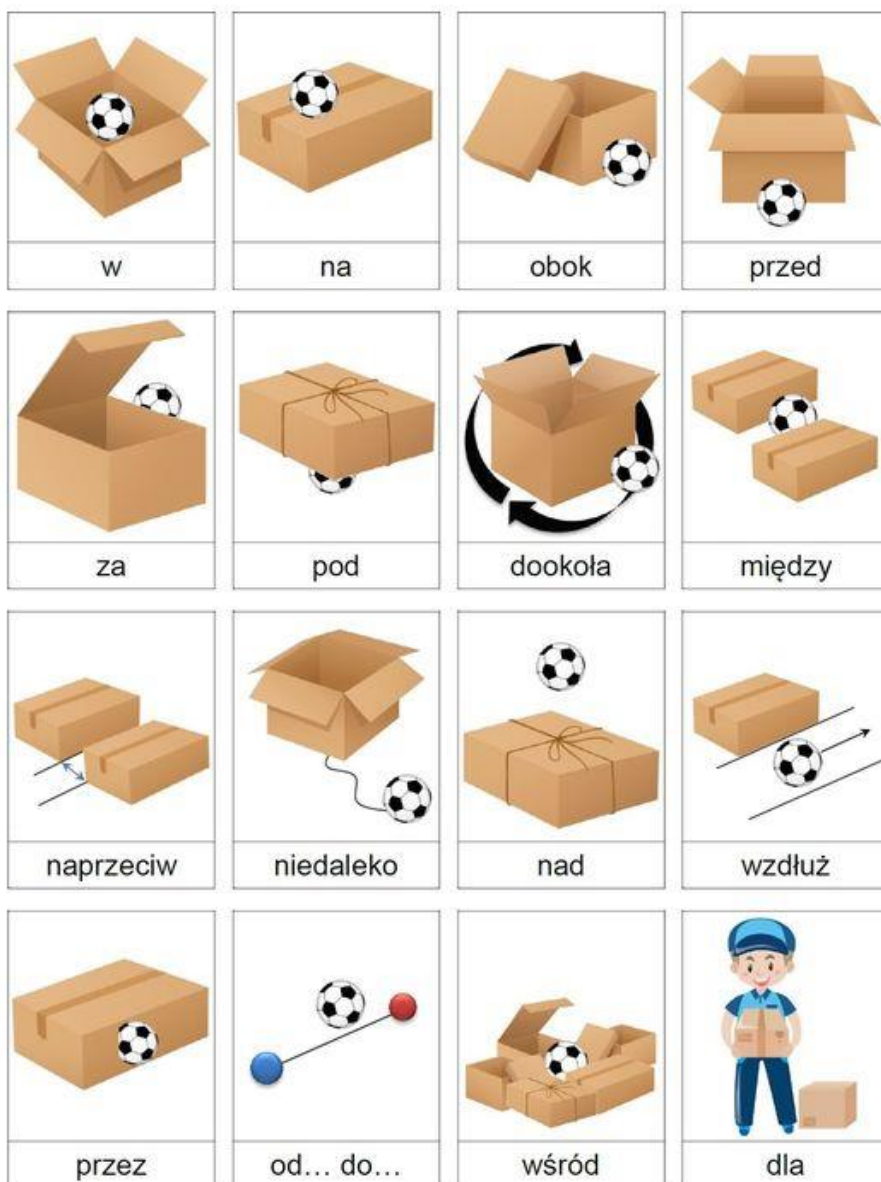 w na obok przed
za pod dookoła między
naprzeciw niedaleko nad wzdłuż
przez od... do... wśród dla